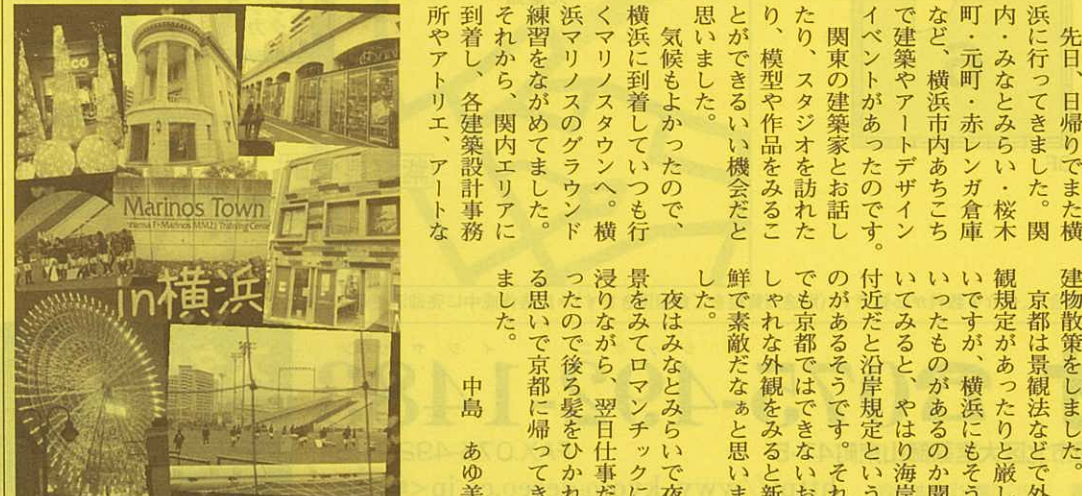 先日、日帰りでまた横
浜に行ってきました。関
内・みなとみらい・桜木
町・元町・赤レンガ倉庫
など、横浜市内あちこち
で建築やアートデザイン
イベントがあったのです。
関東の建築家とお話し
たり、スタジオを訪れた
り、模型や作品をみるこ
とができるいい機会だと
思いました。
気候もよかったので、
横浜に到着していつも行
くマリノスタウンへ。横
浜マリノスのグラウンド
練習をながめてました。
それから、関内エリアに
到着し、各建築設計事務
所やアトリエ、アートな
建物散策をしました。
京都は景観法などで外
観規定があったりと厳し
いですが、横浜にもそう
いったものがあるのか聞
いてみると、やはり海岸
付近だと沿岸規定という
のがあるそうです。それ
でも京都ではできないお
しゃれな外観をみると新
鮮で素敵だなぁと思いま
した。
夜はみなとみらいで夜
景をみてロマンチックに
浸りながら、翌日仕事だ
ったので後ろ髪をひかれ
る思いで京都に帰ってき
ました。
中島 あゆ美
Marinos Town
in横浜